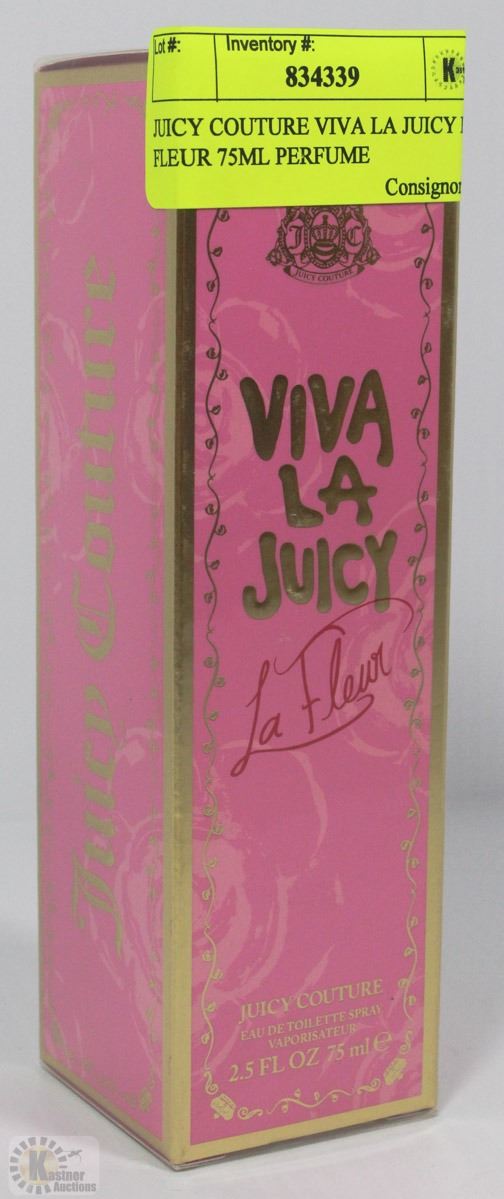 Lot #: Inventory #:
834339
JUICY COUTURE VIVA LA JUICY
FLEUR 75ML PERFUME
Consignor
J C
JUICY COUTURE
VIVA
LA
JUICY
La Fleur
JUICY COUTURE
EAU DE TOILETTE SPRAY
VAPORISATEUR
2.5 FL OZ 75 ml e
Juicy Couture
Kastner
Auctions